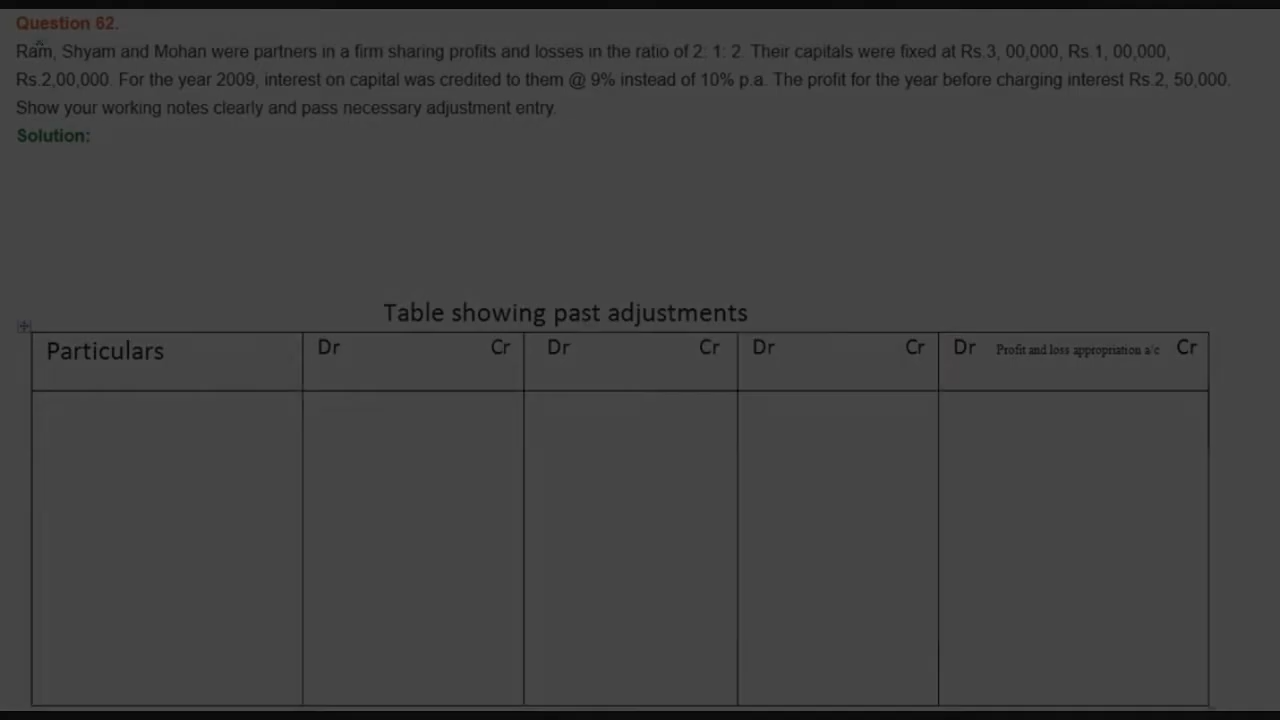 Question 62.
Ram, Shyam and Mohan were partners in a firm sharing profits and losses in the ratio of 2: 1: 2. Their capitals were fixed at Rs.3, 00,000, Rs.1, 00,000,
Rs.2,00,000. For the year 2009, interest on capital was credited to them @ 9% instead of 10% p.a. The profit for the year before charging interest Rs.2, 50,000.
Show your working notes clearly and pass necessary adjustment entry.
Solution:
Table showing past adjustments
Particulars Dr Cr Dr Cr Dr Cr Dr Profit and loss appropriation a/c Cr